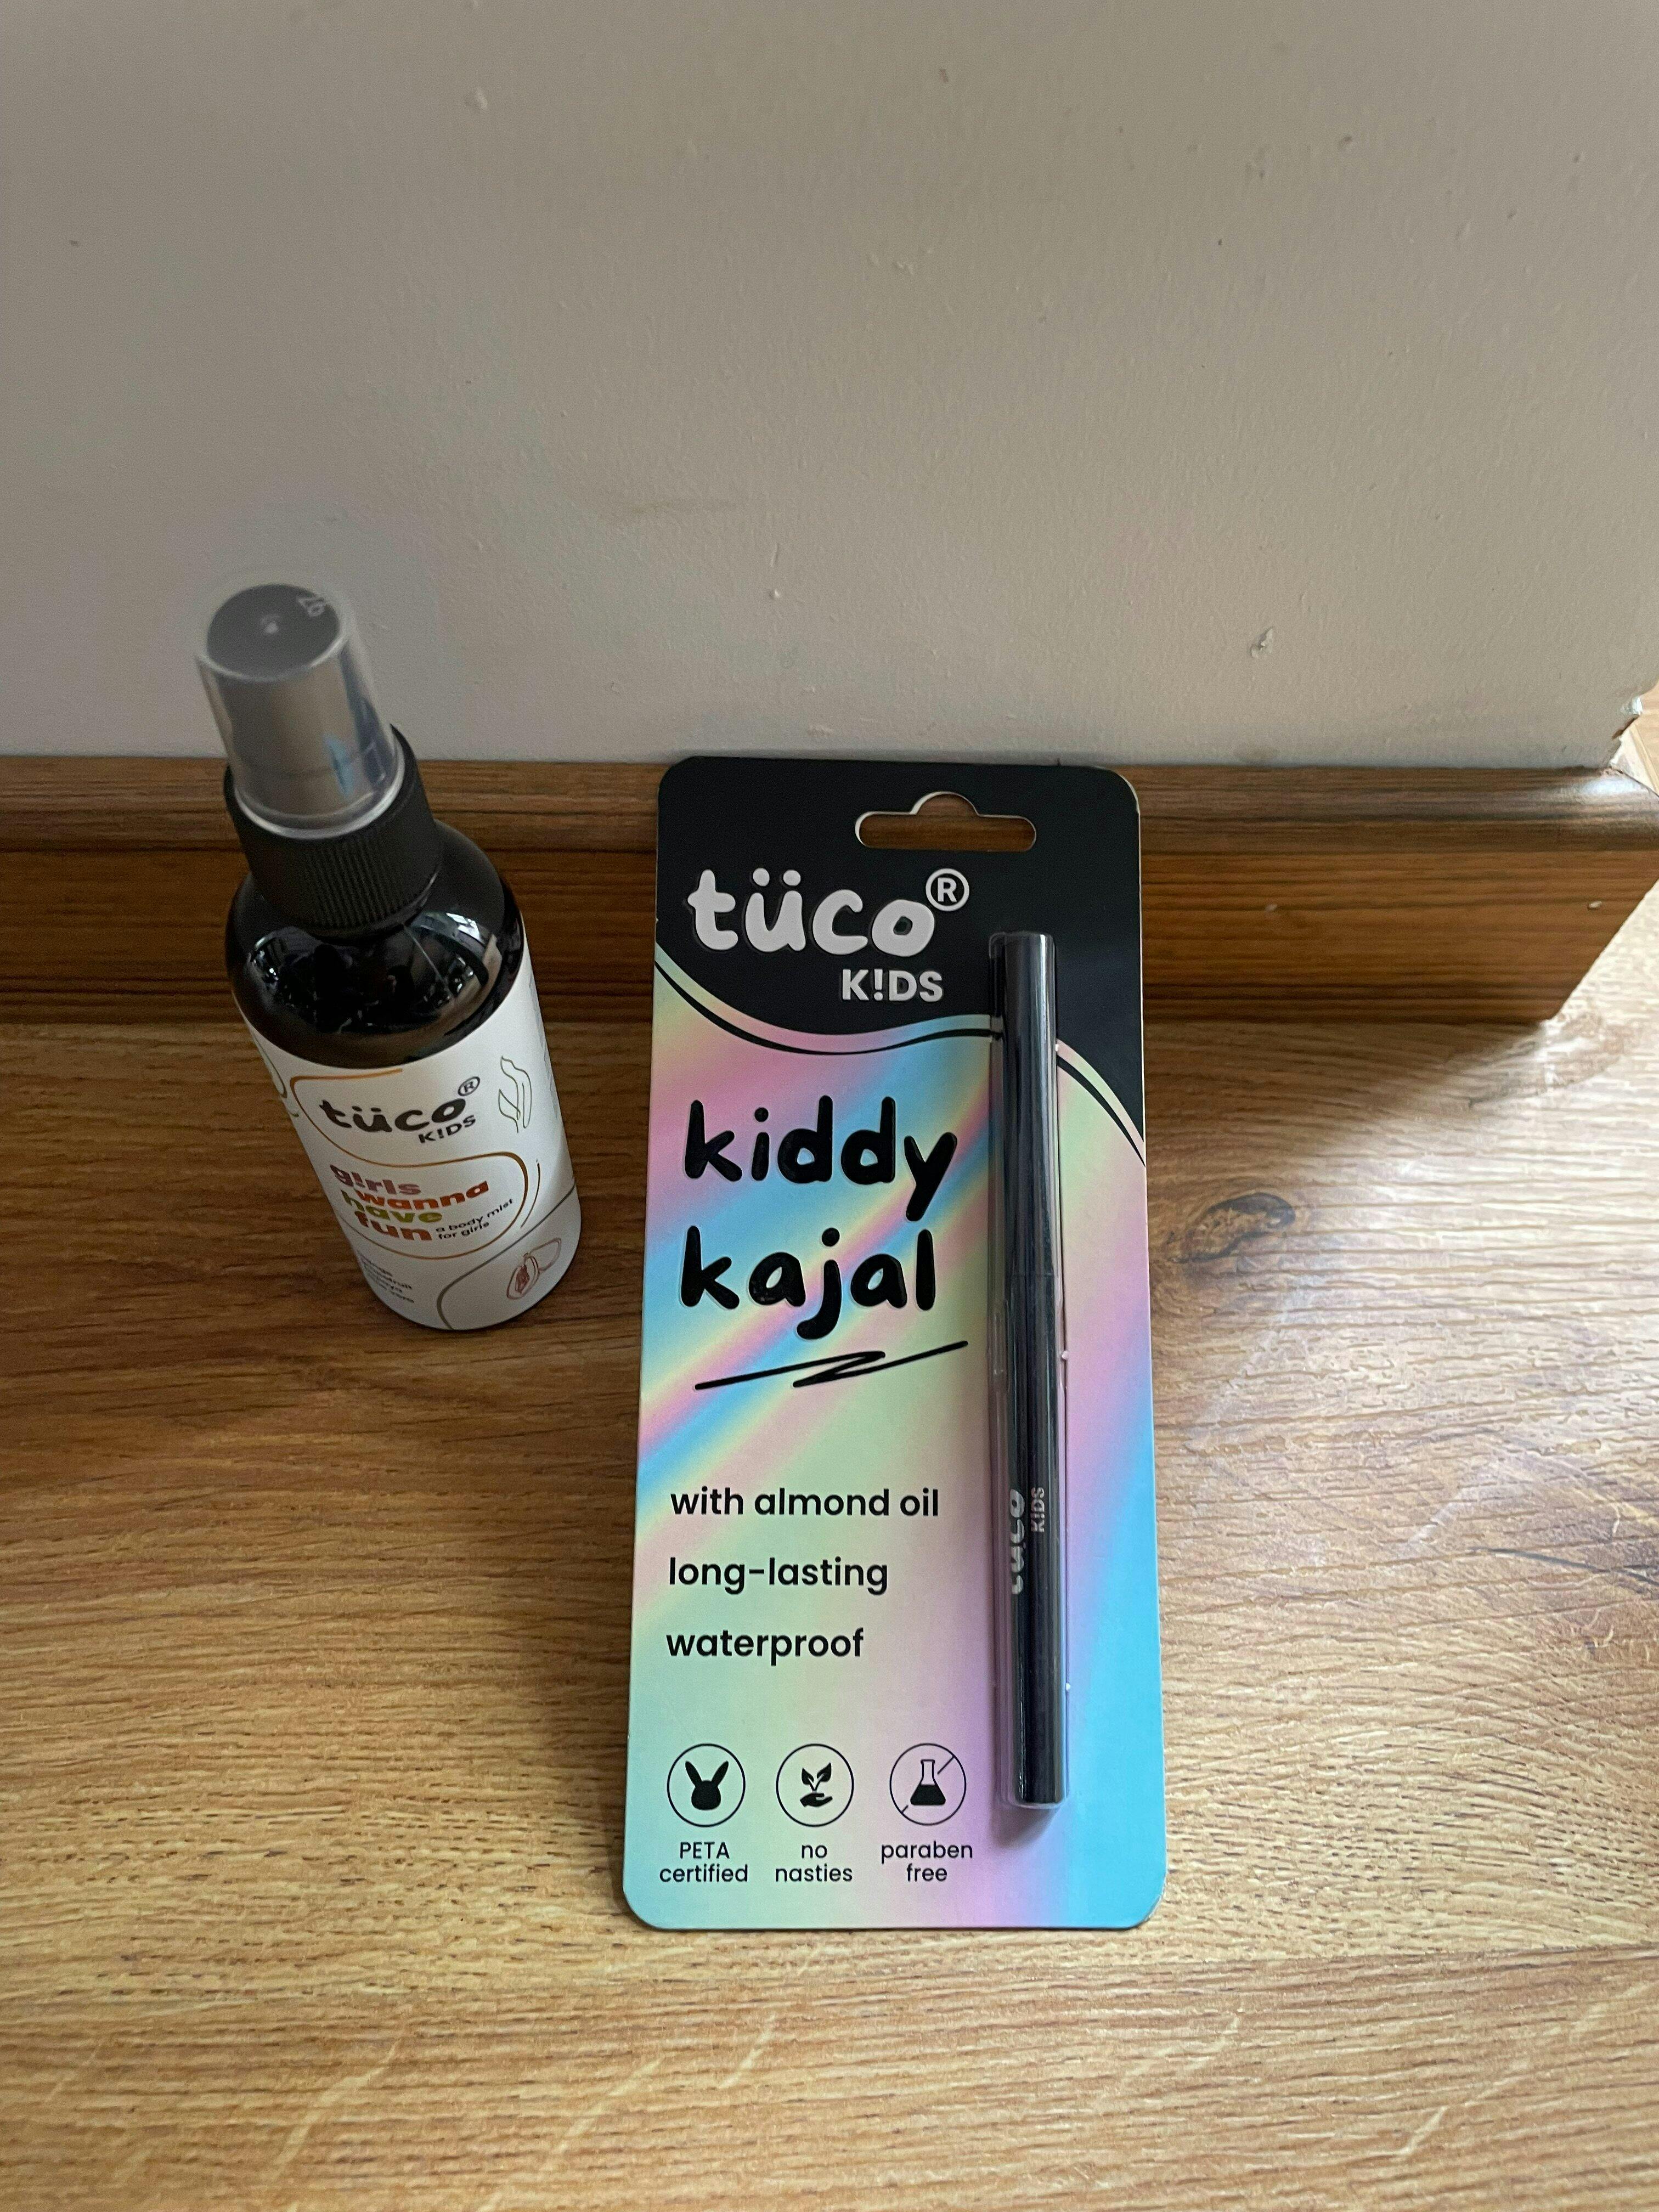 tüco®
K!DS
girls
wanna
have
fun
a body mist
for girls
tüco®
K!DS
kiddy
kajal
with almond oil
long-lasting
waterproof
PETA
certified
no
nasties
paraben
free
tüco
KIDS